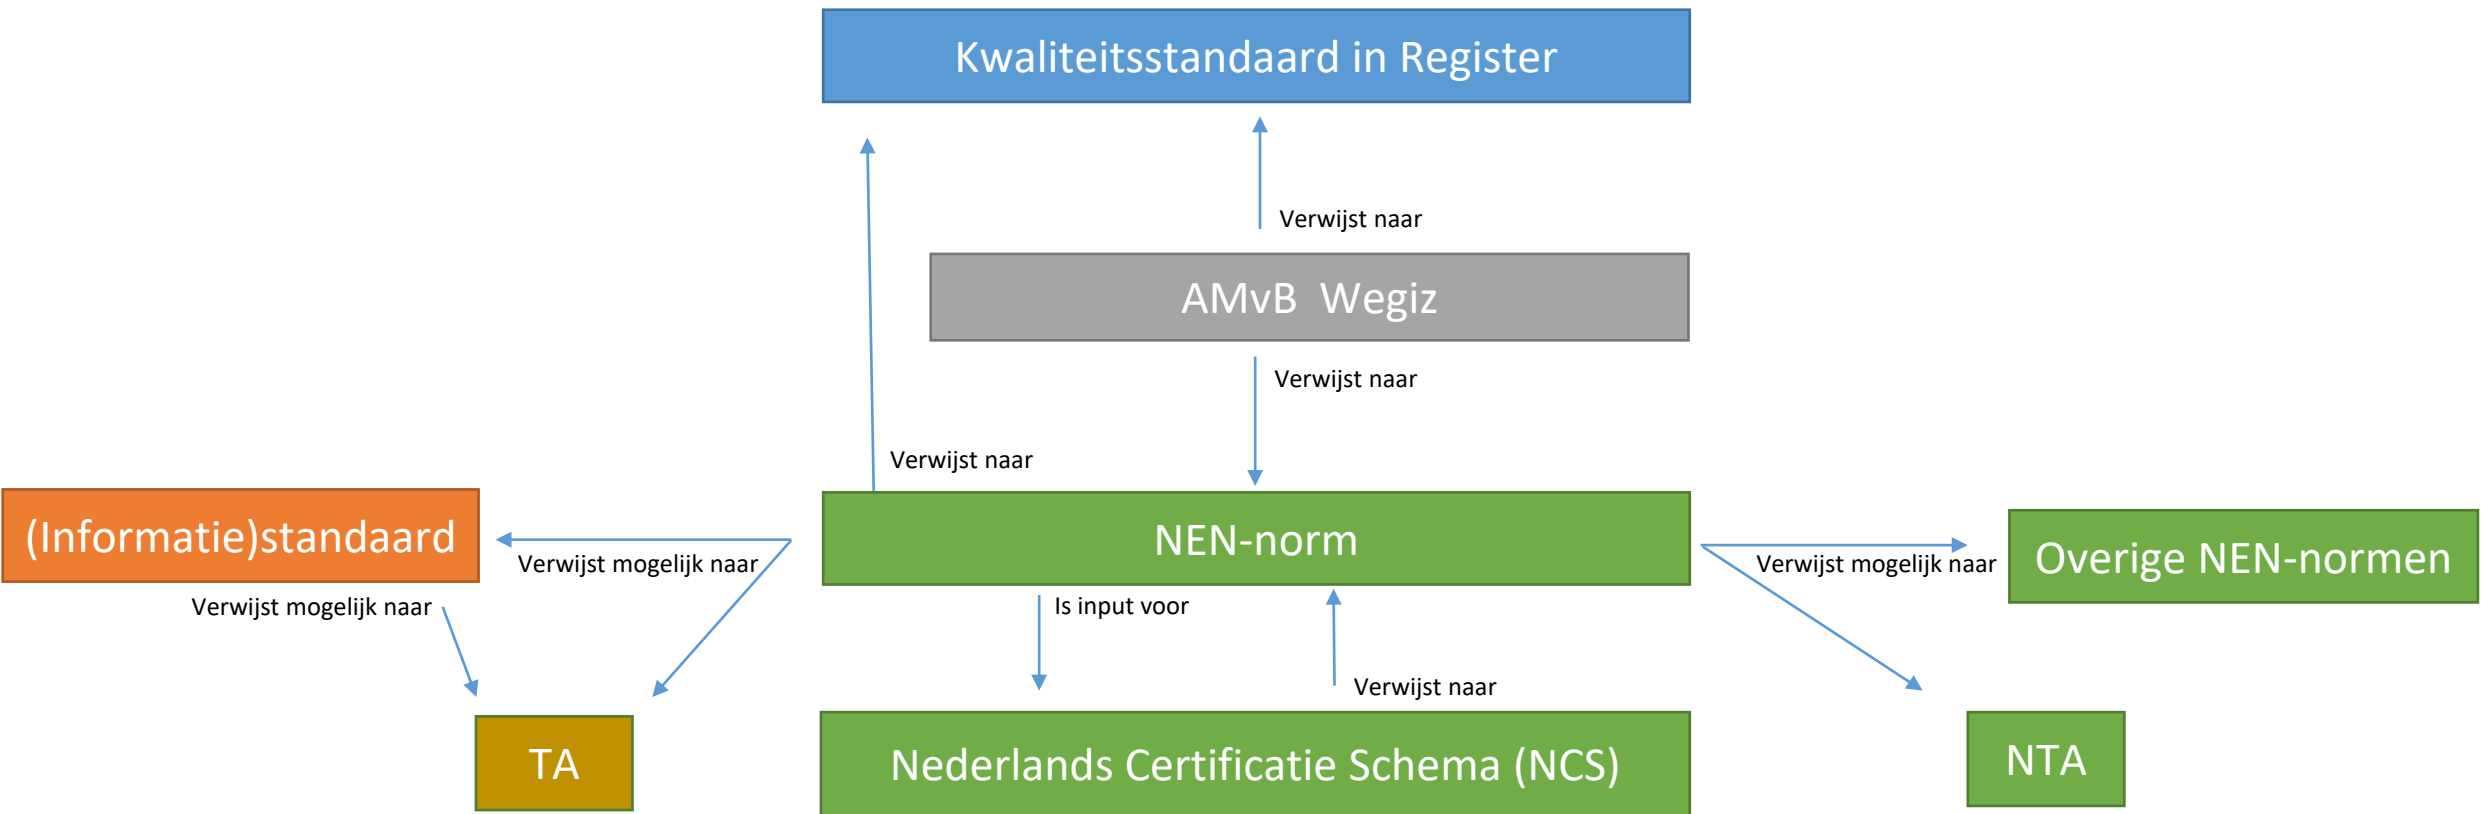 Kwaliteitsstandaard in Register
Verwijst naar
AMvB  Wegiz
Verwijst naar
Verwijst naar
(Informatie)standaard
Verwijst mogelijk naar
NEN-norm
Verwijst mogelijk naar
Overige NEN-normen
Verwijst mogelijk naar
Is input voor
Verwijst naar
TA
Nederlands Certificatie Schema (NCS)
NTA